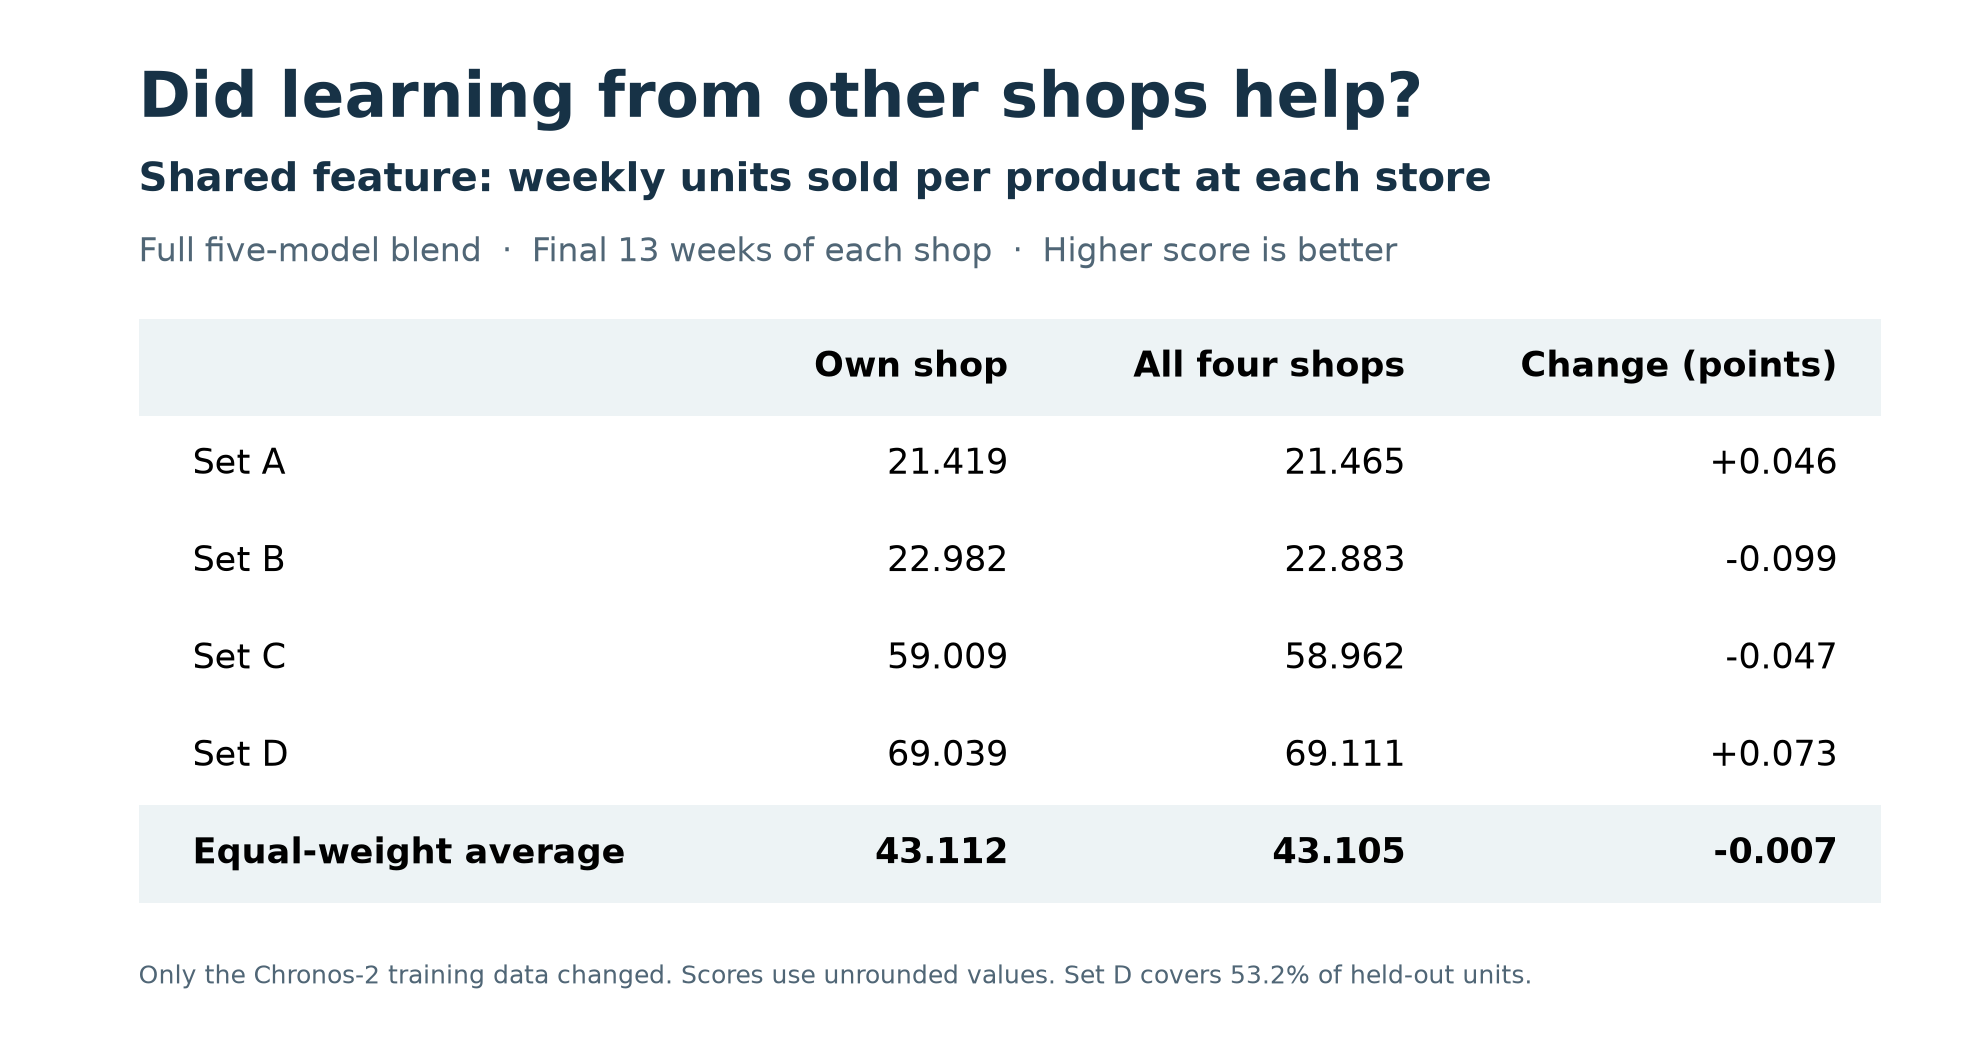 Did learning from other shops help?
Shared feature: weekly units sold per product at each store
Full five-model blend · Final 13 weeks of each shop · Higher score is better
Own shop All four shops Change (points)
Set A 21.419 21.465 +0.046
Set B 22.982 22.883 -0.099
Set C 59.009 58.962 -0.047
Set D 69.039 69.111 +0.073
Equal-weight average 43.112 43.105 -0.007
Only the Chronos-2 training data changed. Scores use unrounded values. Set D covers 53.2% of held-out units.